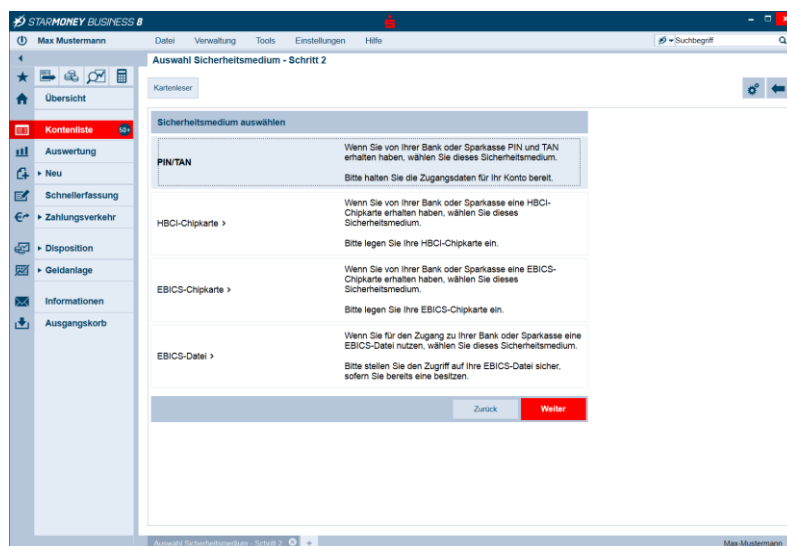 STARMONEY BUSINESS 8
Max Mustermann
Datei Verwaltung Tools Einstellungen Hilfe
Suchbegriff
Auswahl Sicherheitsmedium - Schritt 2
Kartenleser
Übersicht
Kontenliste 50+
Auswertung
Neu
Schnellerfassung
Zahlungsverkehr
Disposition
Geldanlage
Informationen
Ausgangskorb
Sicherheitsmedium auswählen
PIN/TAN
Wenn Sie von Ihrer Bank oder Sparkasse PIN und TAN
erhalten haben, wählen Sie dieses Sicherheitsmedium.
Bitte halten Sie die Zugangsdaten für Ihr Konto bereit.
HBCI-Chipkarte >
Wenn Sie von Ihrer Bank oder Sparkasse eine HBCI-
Chipkarte erhalten haben, wählen Sie dieses
Sicherheitsmedium.
Bitte legen Sie Ihre HBCI-Chipkarte ein.
EBICS-Chipkarte >
Wenn Sie von Ihrer Bank oder Sparkasse eine EBICS-
Chipkarte erhalten haben, wählen Sie dieses
Sicherheitsmedium.
Bitte legen Sie Ihre EBICS-Chipkarte ein.
EBICS-Datei >
Wenn Sie für den Zugang zu Ihrer Bank oder Sparkasse eine
EBICS-Datei nutzen, wählen Sie dieses Sicherheitsmedium.
Bitte stellen Sie den Zugriff auf Ihre EBICS-Datei sicher,
sofern Sie bereits eine besitzen.
Zurück Weiter
Auswahl Sicherheitsmedium - Schritt 2
Max-Mustermann